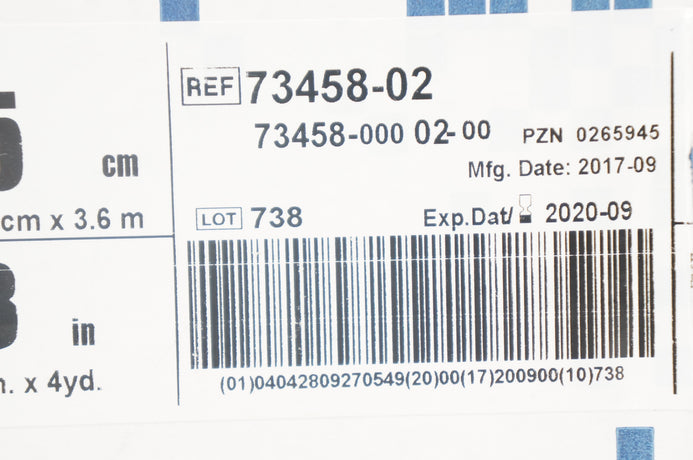 REF 73458-02
73458-000 02-00 PZN 0265945
Mfg. Date: 2017-09
LOT 738 Exp.Dat/ 2020-09
(01)04042809270549(20)00(17)200900(10)738
5 cm
cm x 3.6 m
in
. x 4yd.